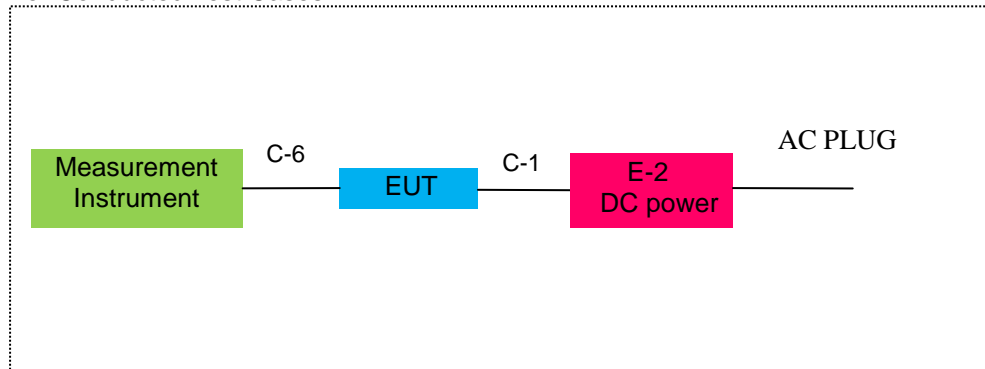 C-6
C-1
AC PLUG
Measurement
Instrument
EUT
E-2
DC power